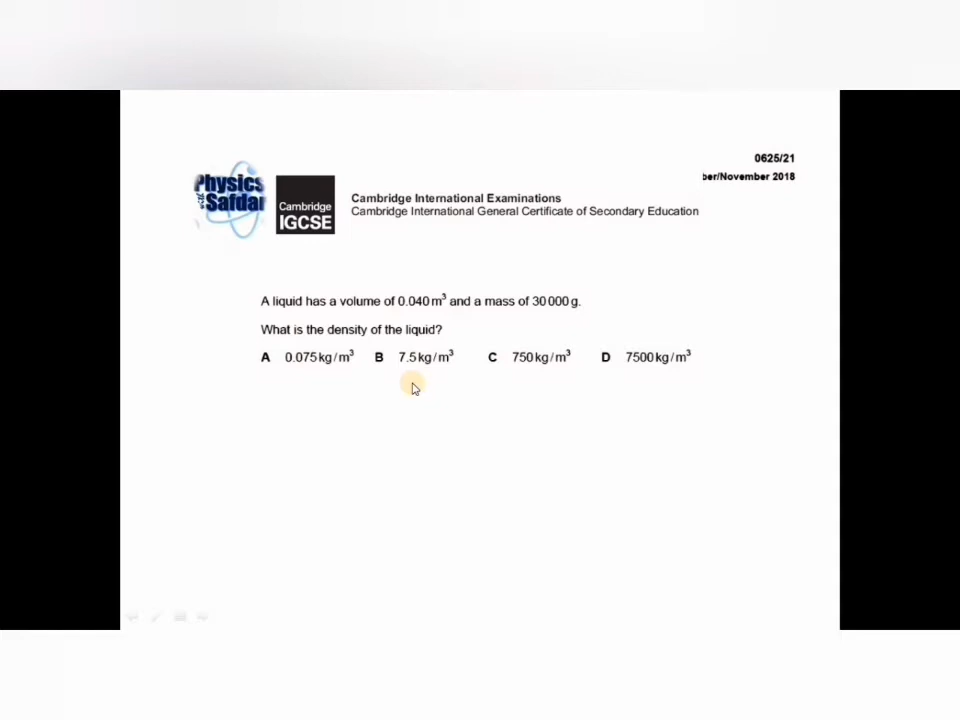 0625/21
ber/November 2018
Physics
Safdar
Cambridge
IGCSE
Cambridge International Examinations
Cambridge International General Certificate of Secondary Education
A liquid has a volume of 0.040 m³ and a mass of 30 000 g.
What is the density of the liquid?
A 0.075 kg / m³ B 7.5 kg / m³ C 750 kg / m³ D 7500 kg / m³